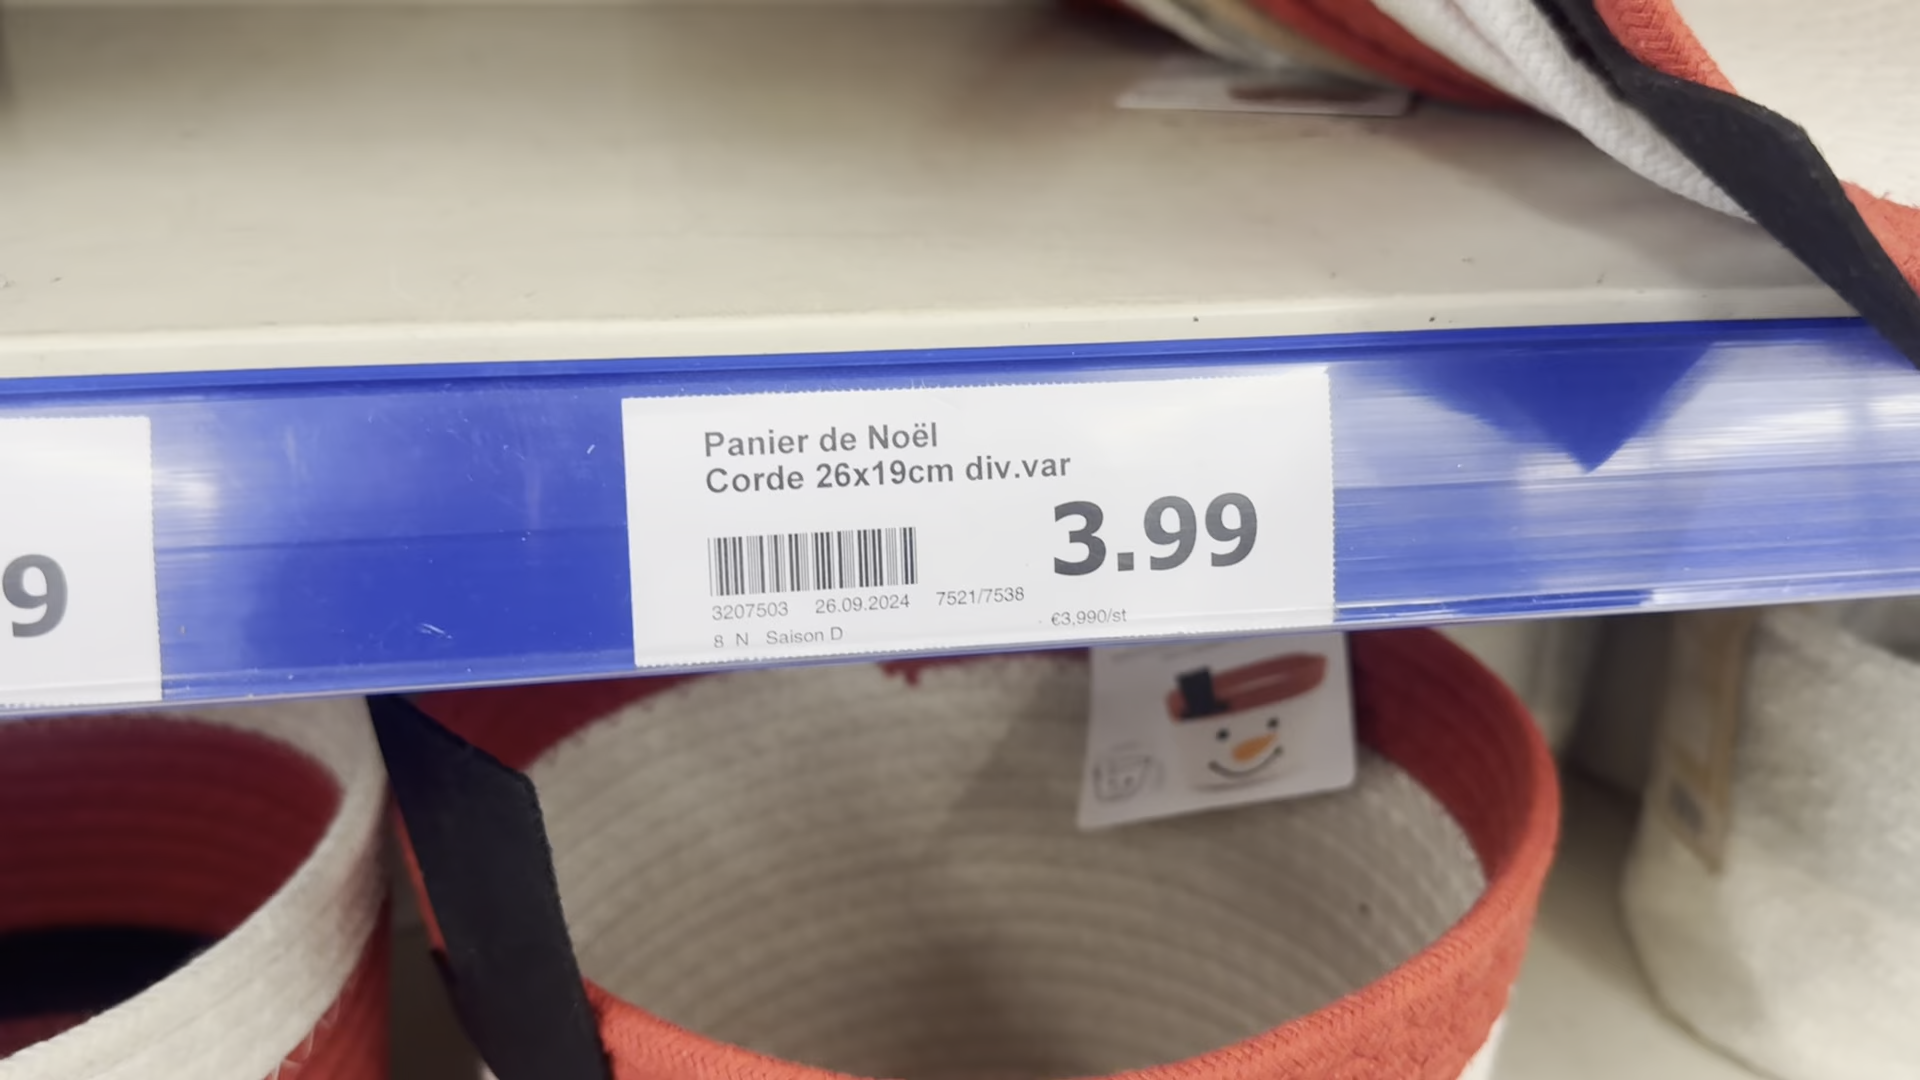 Panier de Noël
Corde 26x19cm div.var
3.99
3207503 26.09.2024 7521/7538
€3,990/st
8 N Saison D
9